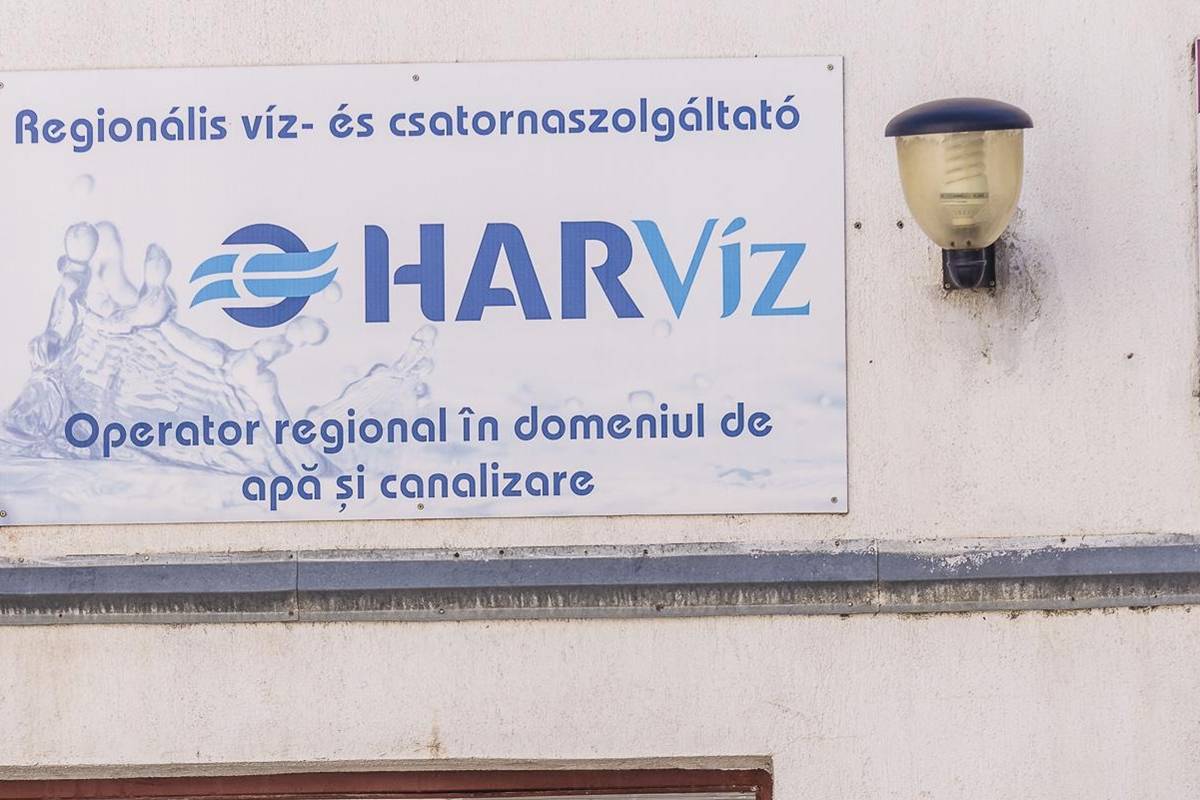 Regionális víz- és csatornaszolgáltató
HARVíz
Operator regional în domeniul de
apă și canalizare